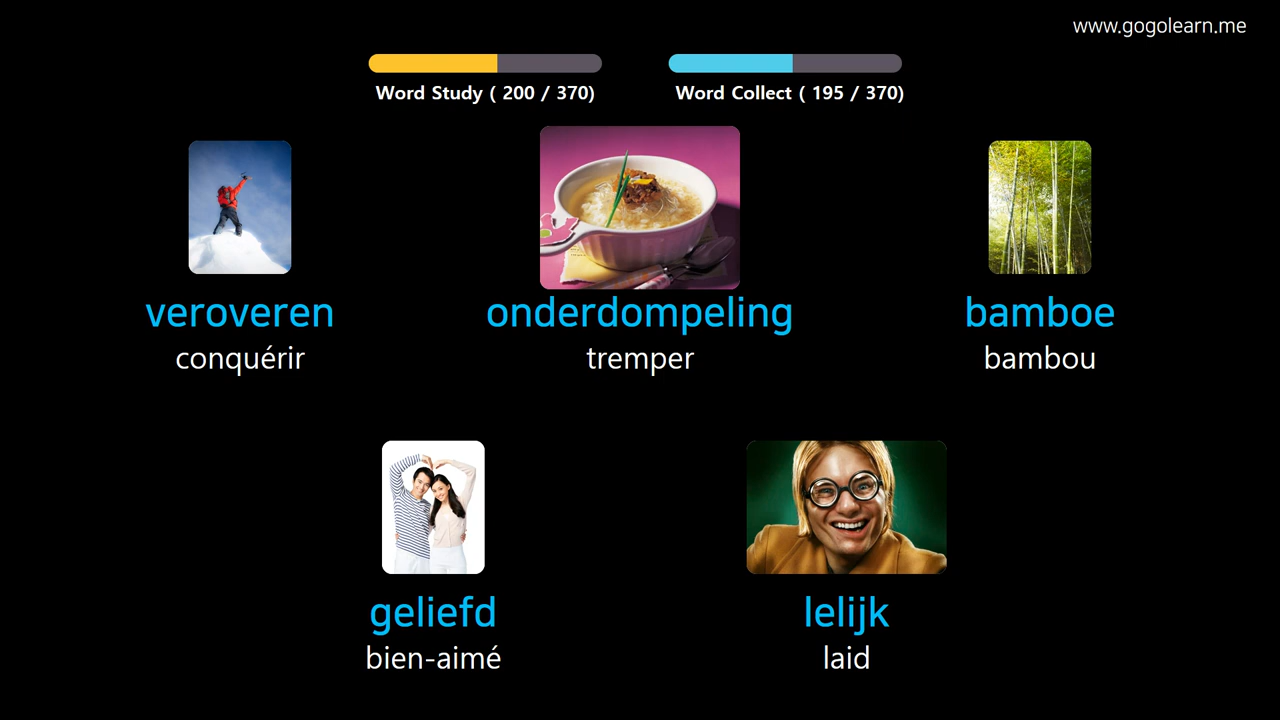 www.gogolearn.me
Word Study ( 200 / 370)
Word Collect ( 195 / 370)
veroveren
conquérir
onderdompeling
tremper
bamboe
bambou
geliefd
bien-aimé
lelijk
laid